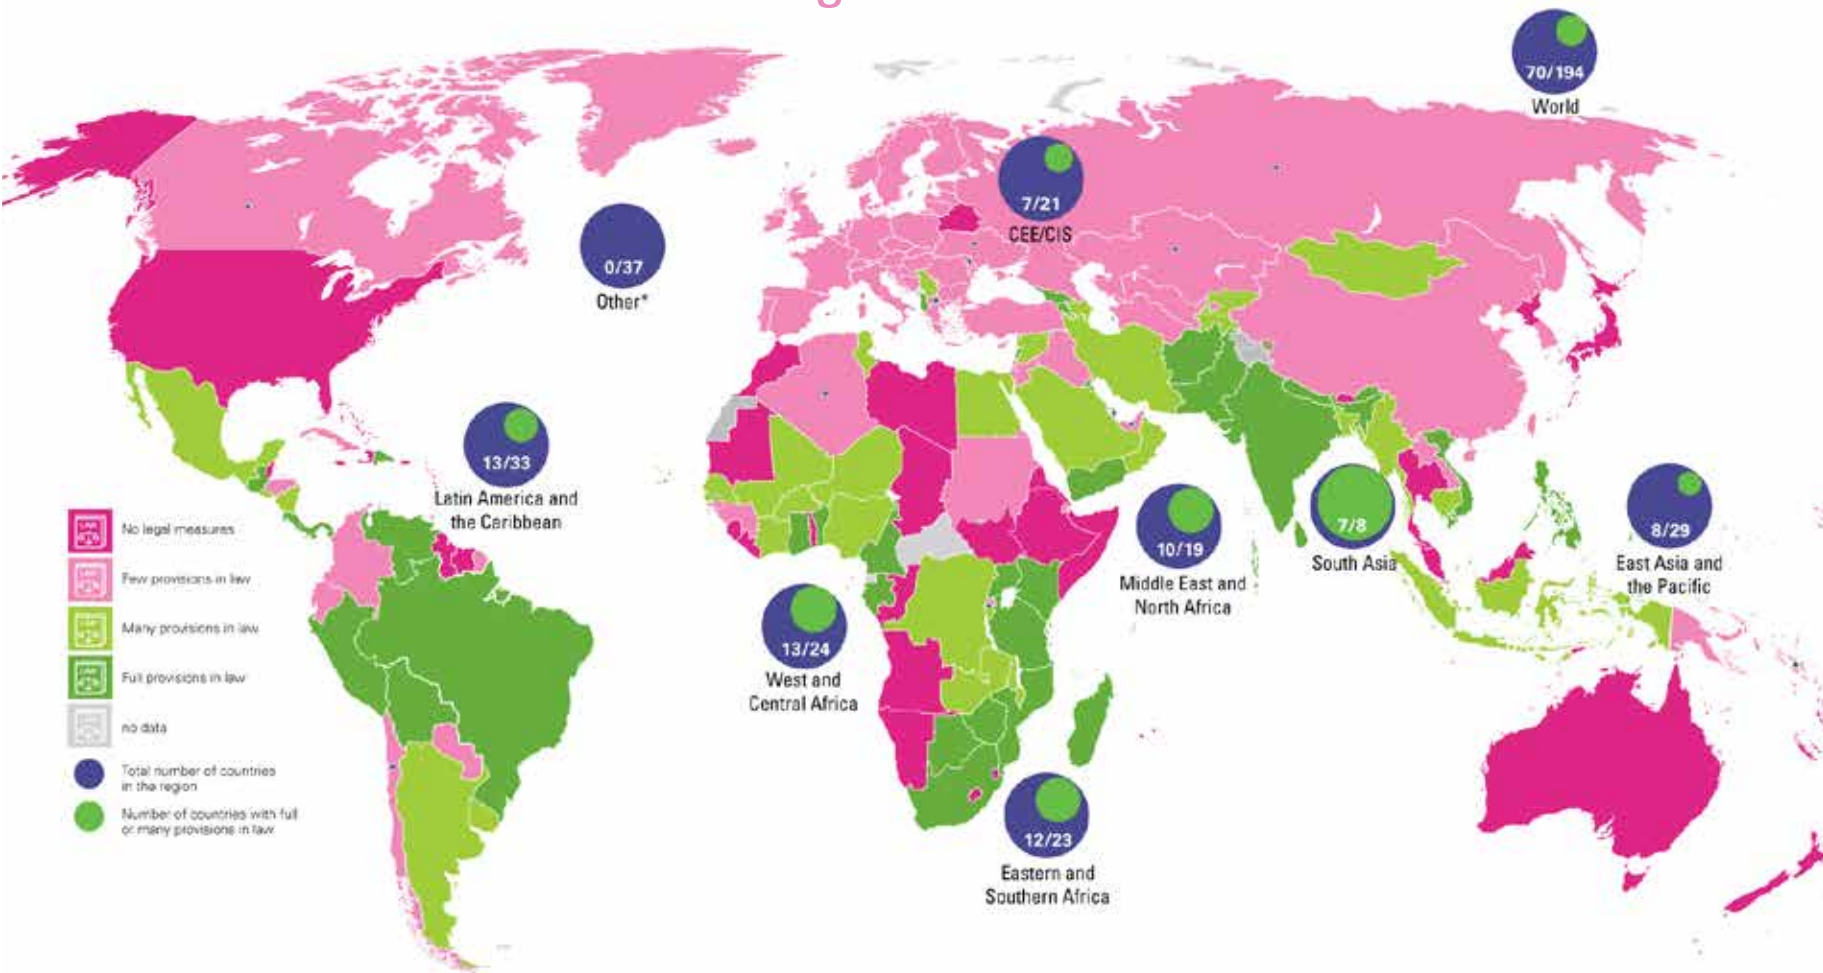 70/194
World
7/21
CEE/CIS
0/37
Other*
13/33
Latin America and
the Caribbean
No legal measures
Few provisions in law
Many provisions in law
Full provisions in law
no data
Total number of countries
in the region
Number of countries with full
or many provisions in law
13/24
West and
Central Africa
12/23
Eastern and
Southern Africa
10/19
Middle East and
North Africa
7/8
South Asia
8/29
East Asia and
the Pacific